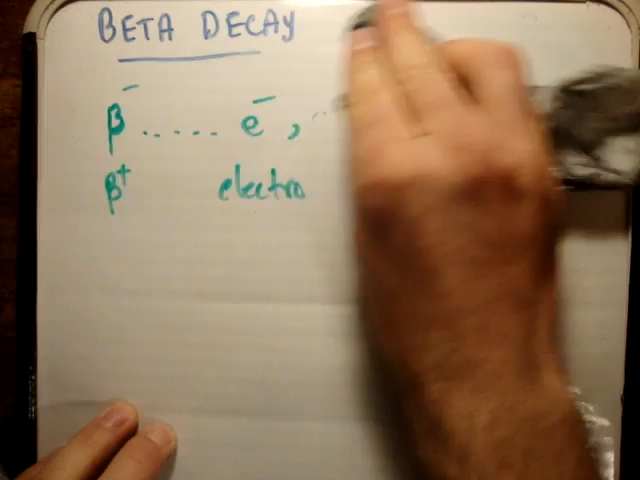 BETA DECAY
β⁻ ..... e⁻ ,
β⁺ electro